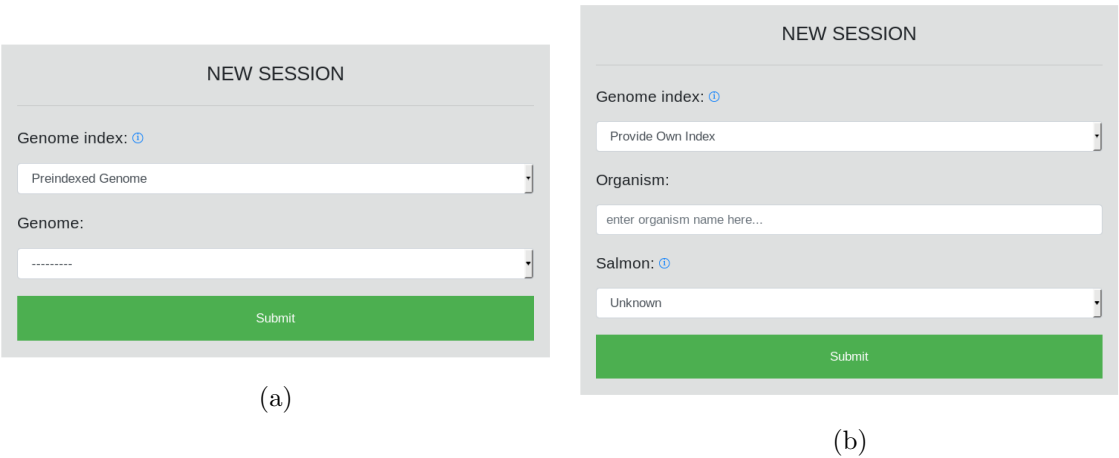 NEW SESSION
Genome index:
Preindexed Genome
Genome:
---------
Submit
(a)
NEW SESSION
Genome index:
Provide Own Index
Organism:
enter organism name here...
Salmon:
Unknown
Submit
(b)